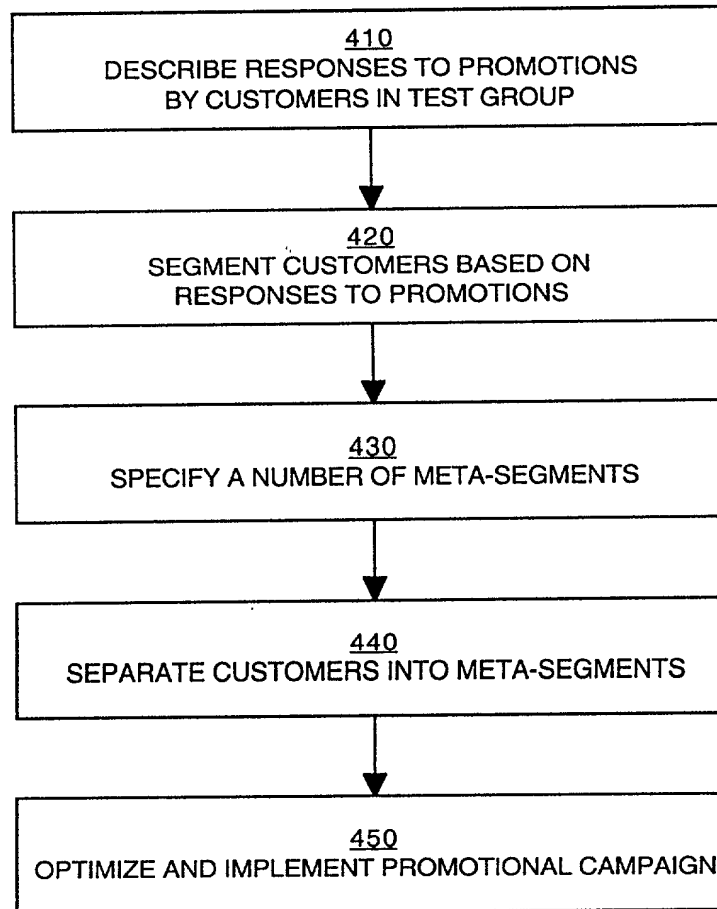 410
DESCRIBE RESPONSES TO PROMOTIONS
BY CUSTOMERS IN TEST GROUP
420
SEGMENT CUSTOMERS BASED ON
RESPONSES TO PROMOTIONS
430
SPECIFY A NUMBER OF META-SEGMENTS
440
SEPARATE CUSTOMERS INTO META-SEGMENTS
450
OPTIMIZE AND IMPLEMENT PROMOTIONAL CAMPAIGN